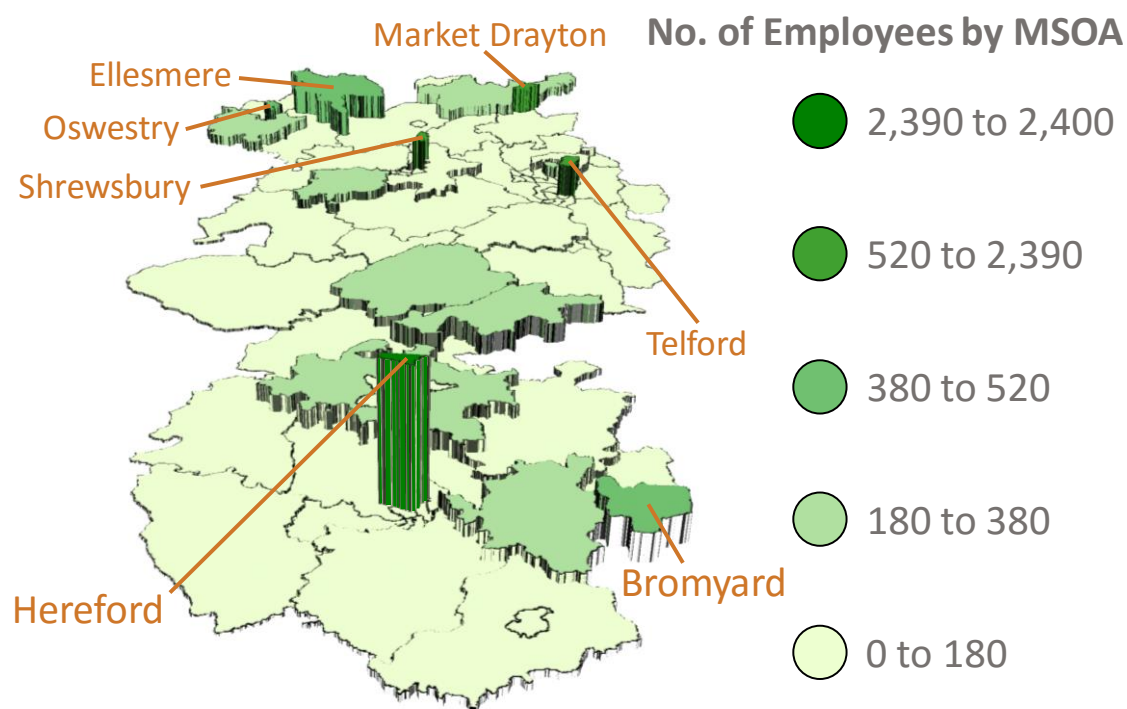 No. of Employees by MSOA
Market Drayton
Ellesmere
Oswestry
Shrewsbury
Telford
Hereford
Bromyard
2,390 to 2,400
520 to 2,390
380 to 520
180 to 380
0 to 180